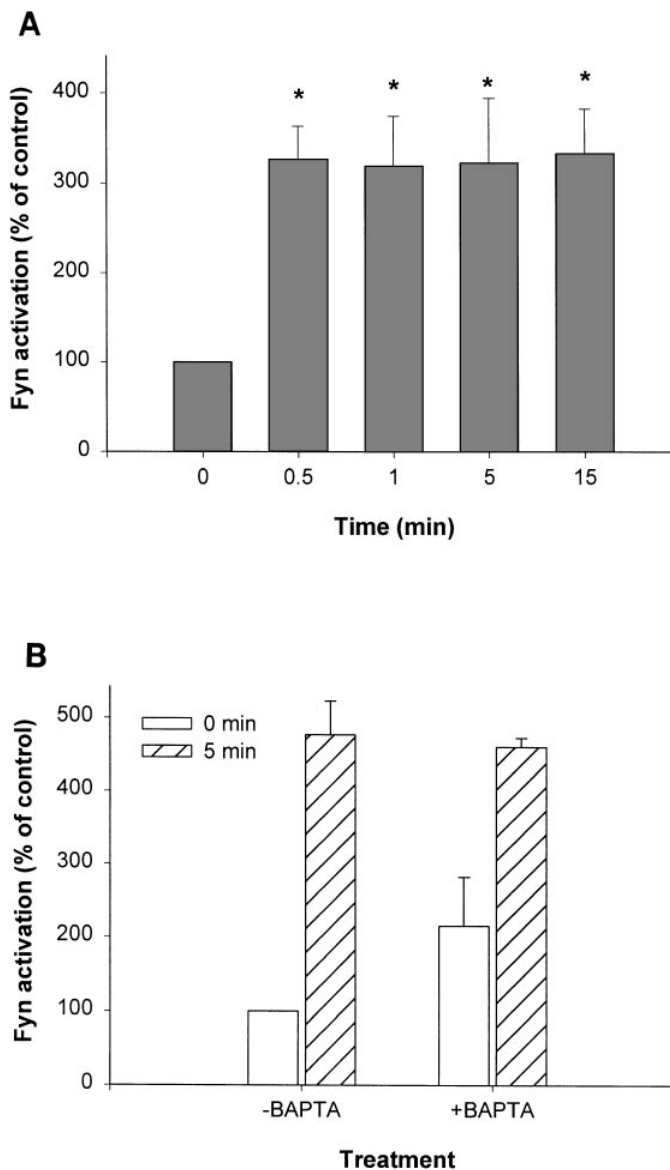 A
Fyn activation (% of control)
400
300
200
100
0
* * * *
0 0.5 1 5 15
Time (min)
B
Fyn activation (% of control)
500
400
300
200
100
0
0 min
5 min
-BAPTA +BAPTA
Treatment